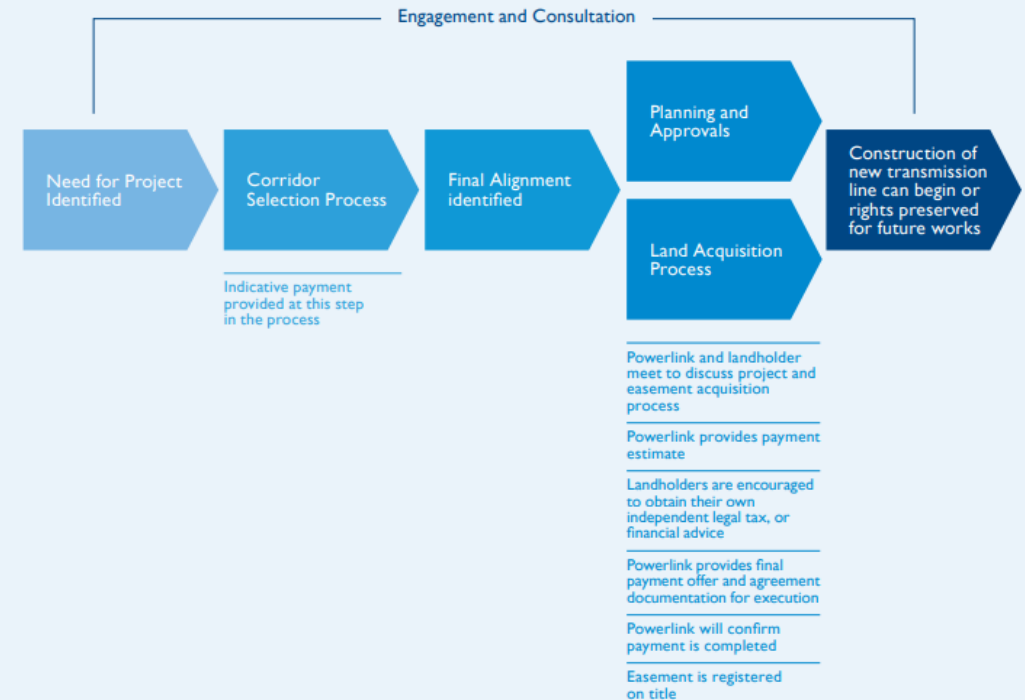 Engagement and Consultation
Need for Project
Identified
Corridor
Selection Process
Indicative payment
provided at this step
in the process
Final Alignment
identified
Planning and
Approvals
Land Acquisition
Process
Powerlink and landholder
meet to discuss project and
easement acquisition
process
Powerlink provides payment
estimate
Landholders are encouraged
to obtain their own
independent legal tax, or
financial advice
Powerlink provides final
payment offer and agreement
documentation for execution
Powerlink will confirm
payment is completed
Easement is registered
on title
Construction of
new transmission
line can begin or
rights preserved
for future works